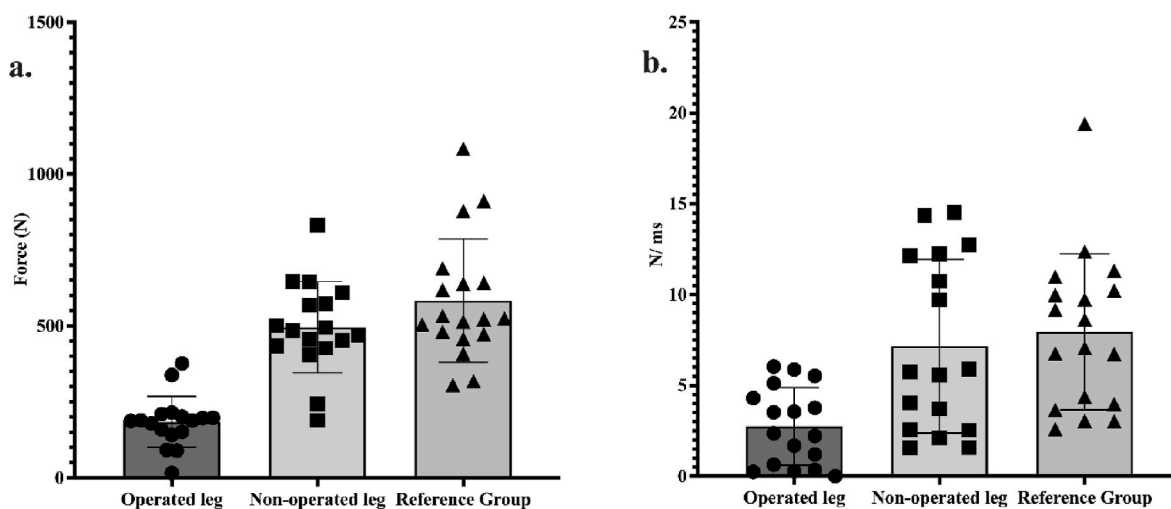 a.
Force (N)
1500
1000
500
0
Operated leg Non-operated leg Reference Group
b.
N/ ms
25
20
15
10
5
0
Operated leg Non-operated leg Reference Group